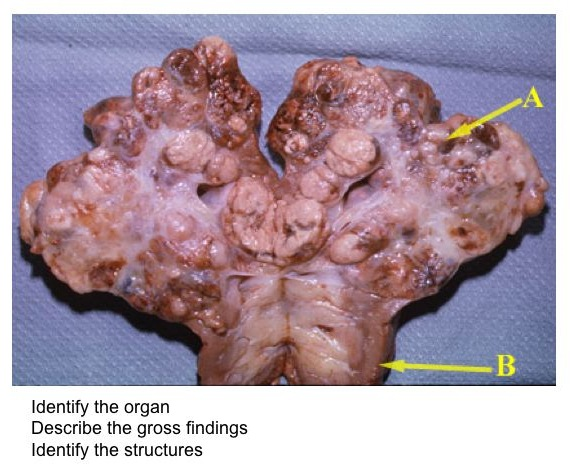 A
B
Identify the organ
Describe the gross findings
Identify the structures